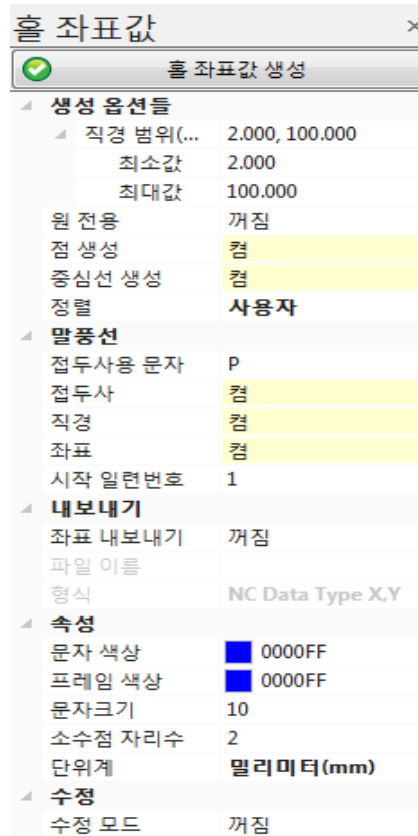 홀 좌표값
홀 좌표값 생성
생성 옵션들
직경 범위(... 2.000, 100.000
최소값 2.000
최대값 100.000
원 전용 꺼짐
점 생성 켬
중심선 생성 켬
정렬 사용자
말풍선
접두사용 문자 P
접두사 켬
직경 켬
좌표 켬
시작 일련번호 1
내보내기
좌표 내보내기 꺼짐
파일 이름
형식 NC Data Type X,Y
속성
문자 색상 0000FF
프레임 색상 0000FF
문자크기 10
소수점 자리수 2
단위계 밀리미터(mm)
수정
수정 모드 꺼짐